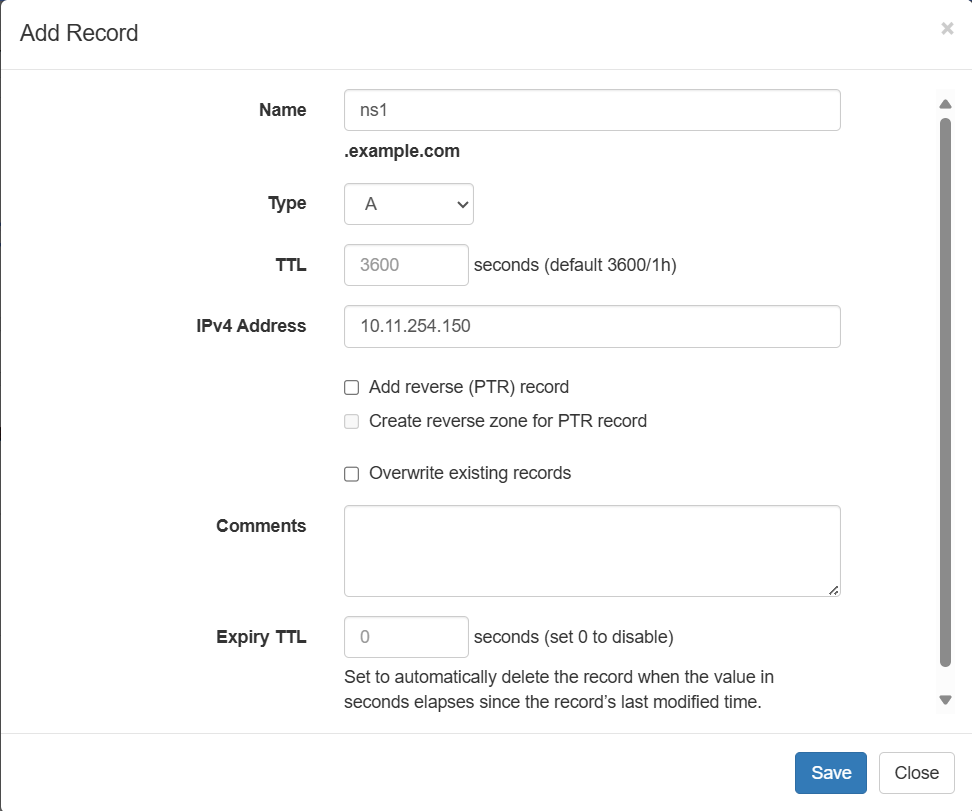 Add Record ×
Name ns1
.example.com
Type A
TTL 3600 seconds (default 3600/1h)
IPv4 Address 10.11.254.150
Add reverse (PTR) record
Create reverse zone for PTR record
Overwrite existing records
Comments
Expiry TTL 0 seconds (set 0 to disable)
Set to automatically delete the record when the value in
seconds elapses since the record’s last modified time.
Save Close